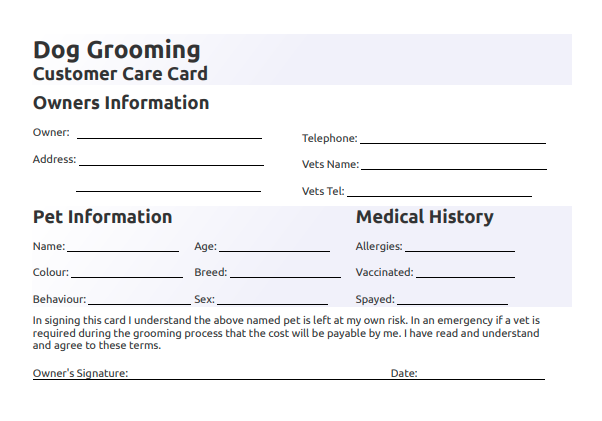 Dog Grooming
Customer Care Card
Owners Information
Owner:
Telephone:
Address:
Vets Name:
Vets Tel:
Pet Information
Medical History
Name:
Age:
Allergies:
Colour:
Breed:
Vaccinated:
Behaviour:
Sex:
Spayed:
In signing this card I understand the above named pet is left at my own risk. In an emergency if a vet is
required during the grooming process that the cost will be payable by me. I have read and understand
and agree to these terms.
Owner's Signature:
Date: